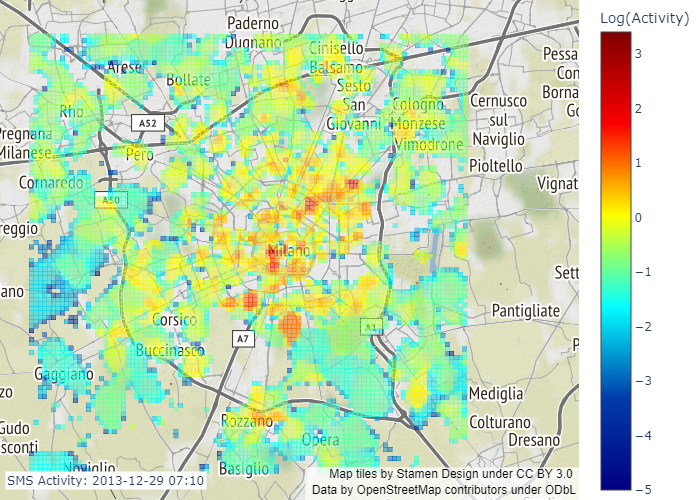 Log(Activity)
Paderno
Dugnano
Cinisello
Balsamo
Pessa
Arese
Bollate
Sesto
San
Giovanni
Con
Borna
Rho
A52
Cologno
Monzese
Cernusco
sul
Naviglio
Pregnana
Milanese
Pero
Vimodrone
Pioltello
Cornaredo
A50
Vignat
reggio
Milano
ano
Sett
Corsico
A1
Pantigliate
A7
Buccinasco
P
Gaggiano
zo
Mediglia
Gudo
sconti
Rozzano
Opera
Colturano
Dresano
Noviglio
Basiglio
SMS Activity: 2013-12-29 07:10
Map tiles by Stamen Design under CC BY 3.0
Data by OpenStreetMap contributors under ODbL
3
2
1
0
−1
−2
−3
−4
−5